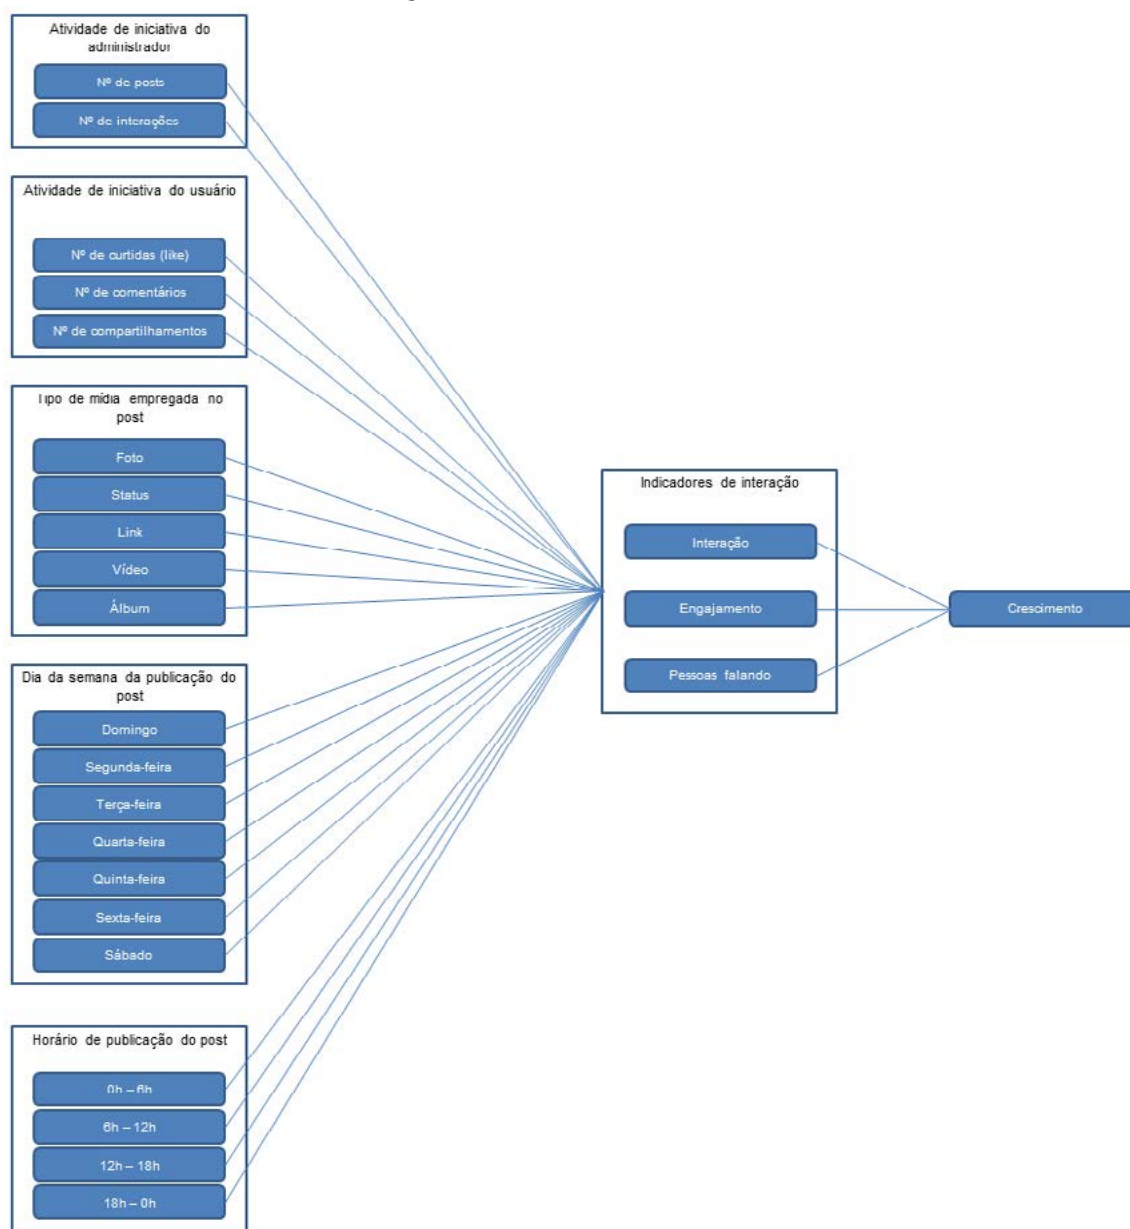 Atividade de iniciativa do
administrador
Nº de posts
Nº de interações
Atividade de iniciativa do usuário
Nº de curtidas (like)
Nº de comentários
Nº de compartilhamentos
Tipo de mídia empregada no
post
Foto
Status
Link
Vídeo
Álbum
Dia da semana da publicação do
post
Domingo
Segunda-feira
Terça-feira
Quarta-feira
Quinta-feira
Sexta-feira
Sábado
Horário de publicação do post
0h – 6h
6h – 12h
12h – 18h
18h – 0h
Indicadores de interação
Interação
Engajamento
Pessoas falando
Crescimento